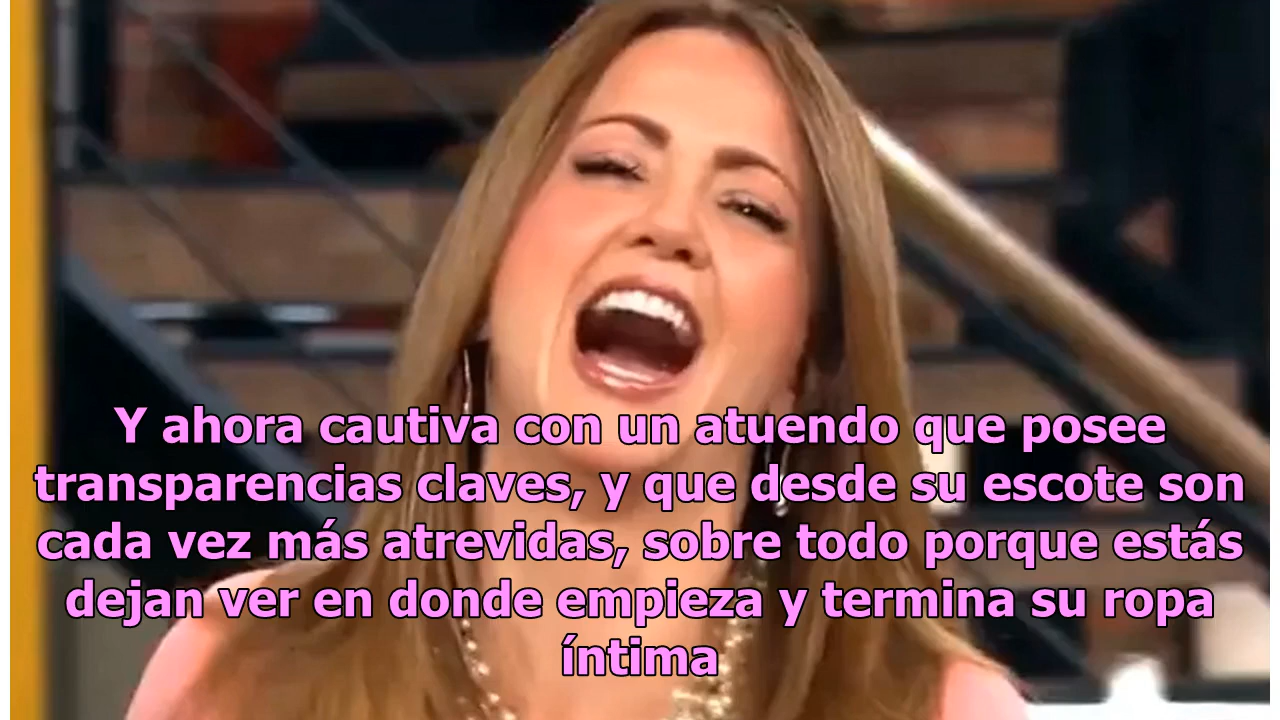 Y ahora cautiva con un atuendo que posee
transparencias claves, y que desde su escote son
cada vez más atrevidas, sobre todo porque estás
dejan ver en donde empieza y termina su ropa
íntima